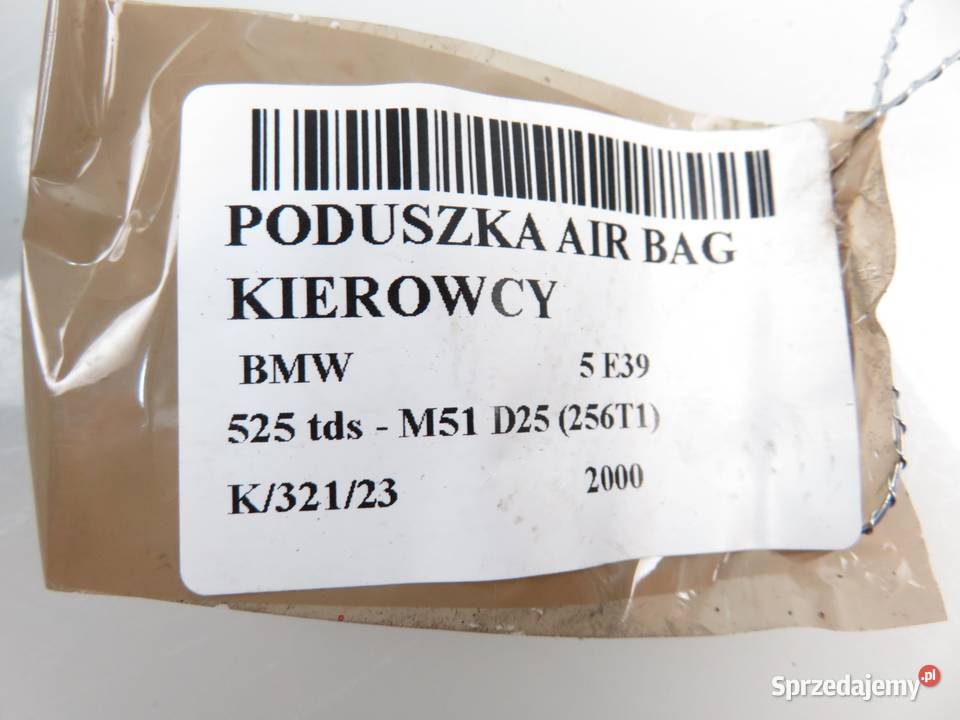 PODUSZKA AIR BAG
KIEROWCY
BMW 5 E39
525 tds - M51 D25 (256T1)
K/321/23 2000
Sprzedajemy.pl